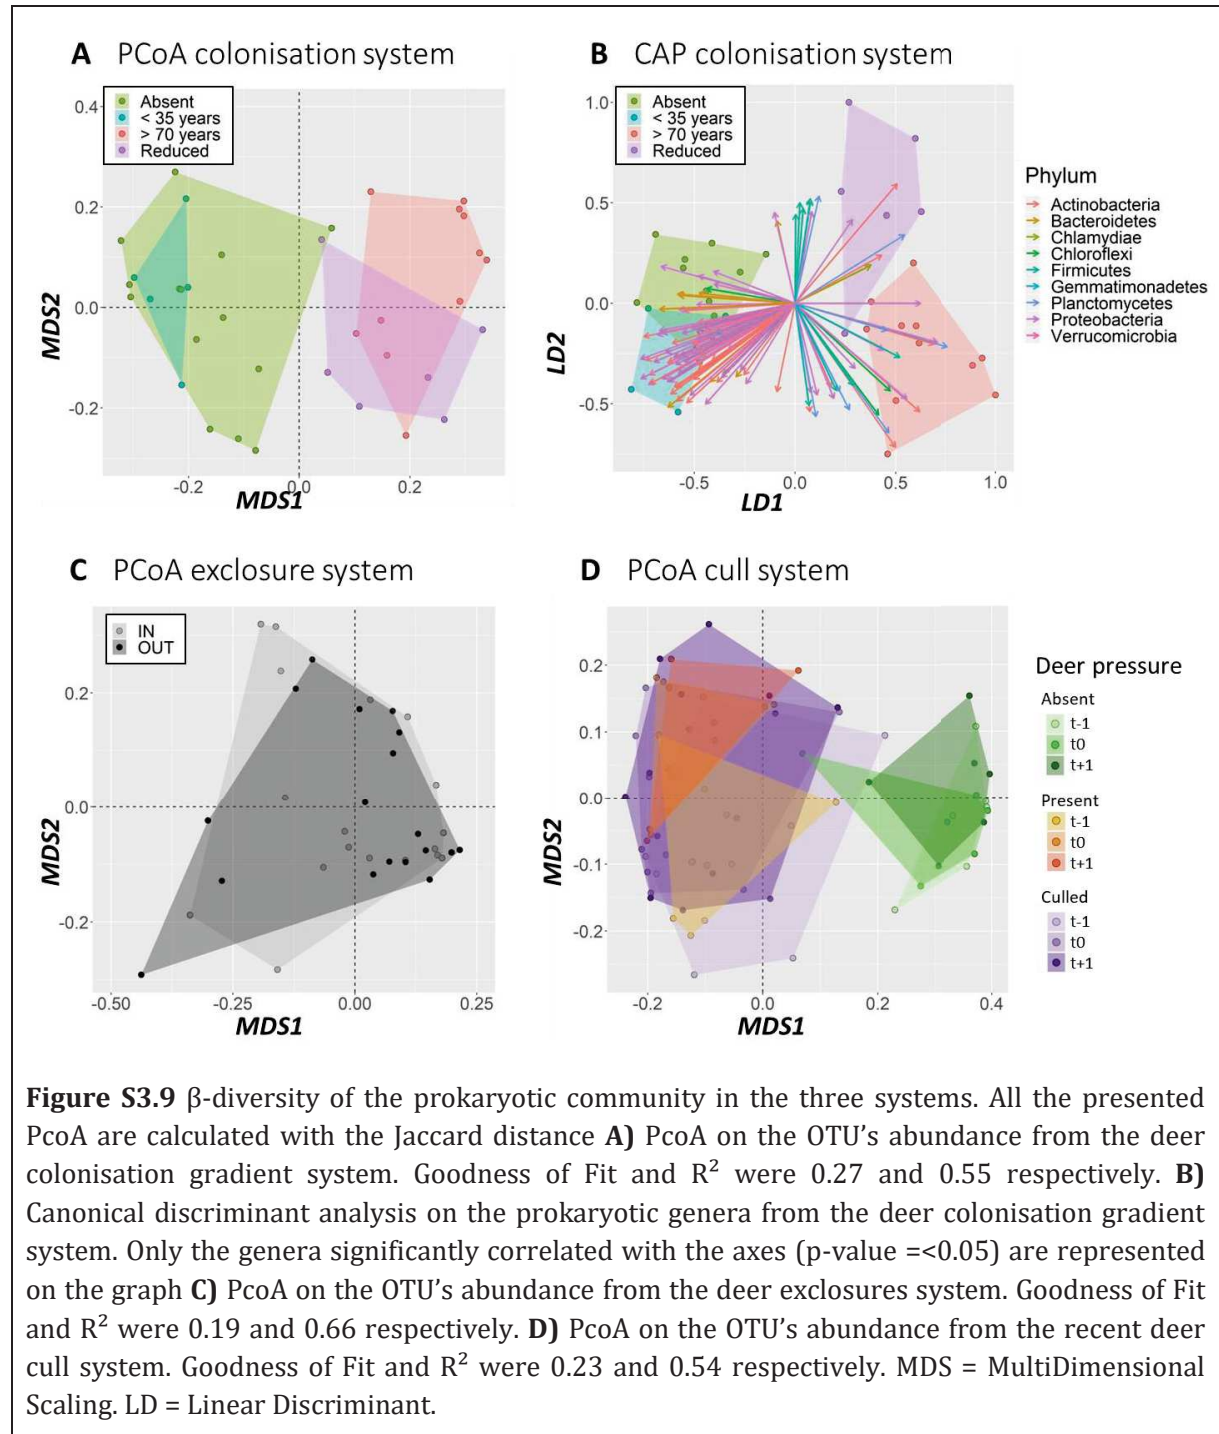 A PCoA colonisation system
Absent
< 35 years
> 70 years
Reduced
0.4
0.2
0.0
-0.2
MDS2
-0.2
0.0
0.2
MDS1
B CAP colonisation system
Absent
< 35 years
> 70 years
Reduced
1.0
0.5
0.0
-0.5
LD2
-0.5
0.0
0.5
1.0
LD1
Phylum
Actinobacteria
Bacteroidetes
Chlamydiae
Chloroflexi
Firmicutes
Gemmatimonadetes
Planctomycetes
Proteobacteria
Verrucomicrobia
C PCoA exclosure system
IN
OUT
0.2
0.0
-0.2
MDS2
-0.50
-0.25
0.00
0.25
MDS1
D PCoA cull system
0.2
0.1
0.0
-0.1
-0.2
MDS2
-0.2
0.0
0.2
0.4
MDS1
Deer pressure
Absent
t-1
t0
t+1
Present
t-1
t0
t+1
Culled
t-1
t0
t+1
Figure S3.9 β-diversity of the prokaryotic community in the three systems. All the presented
PcoA are calculated with the Jaccard distance A) PcoA on the OTU's abundance from the deer
colonisation gradient system. Goodness of Fit and R² were 0.27 and 0.55 respectively. B)
Canonical discriminant analysis on the prokaryotic genera from the deer colonisation gradient
system. Only the genera significantly correlated with the axes (p-value =<0.05) are represented
on the graph C) PcoA on the OTU's abundance from the deer exclosures system. Goodness of Fit
and R² were 0.19 and 0.66 respectively. D) PcoA on the OTU's abundance from the recent deer
cull system. Goodness of Fit and R² were 0.23 and 0.54 respectively. MDS = MultiDimensional
Scaling. LD = Linear Discriminant.